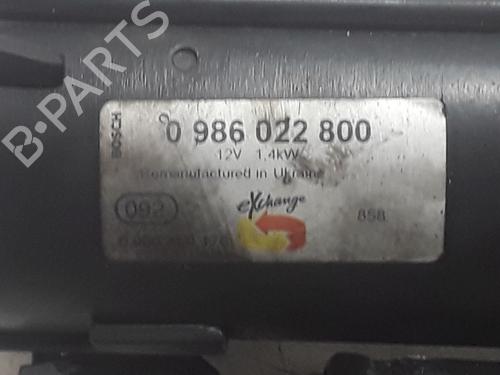 B-PARTS
BOSCH
0 986 022 800
12V 1,4kW
Remanufactured in Ukraine
092
eXchange
858